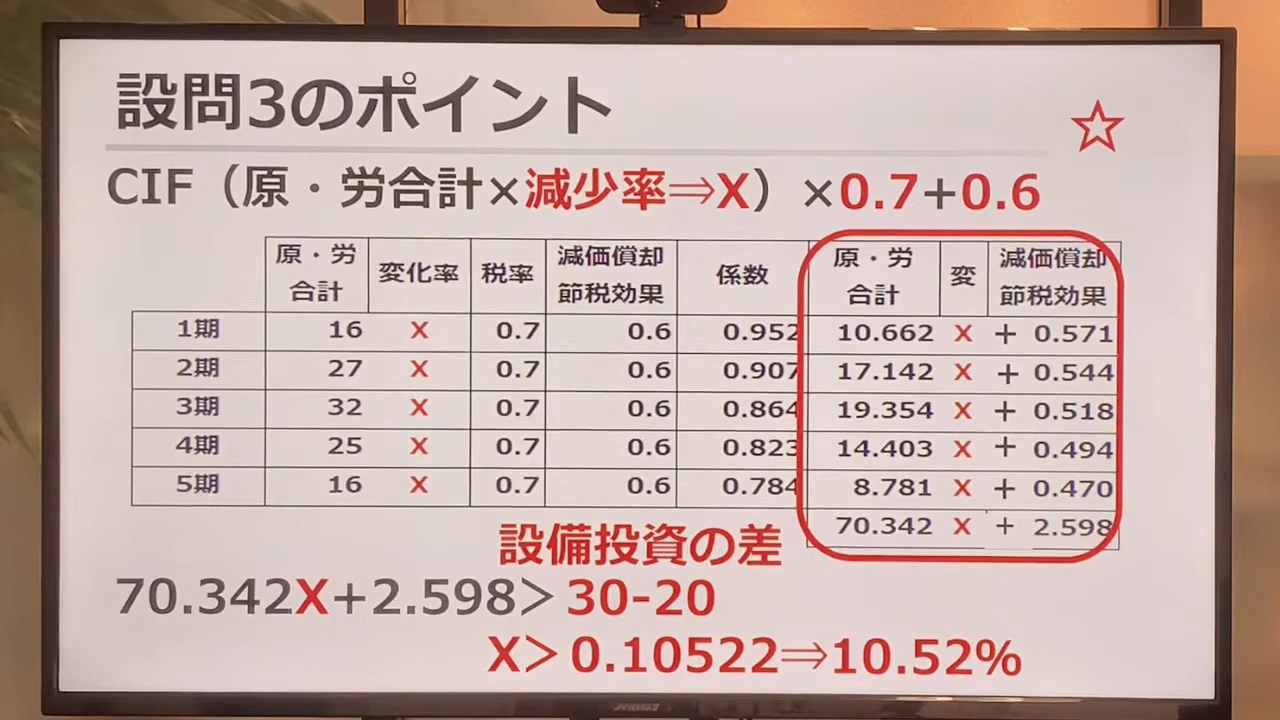 設問3のポイント
☆
CIF（原・労合計×減少率⇒X）×0.7+0.6
原・労合計 変化率 税率 減価償却節税効果 係数 原・労合計 変 減価償却節税効果
1期 16 X 0.7 0.6 0.952 10.662 X + 0.571
2期 27 X 0.7 0.6 0.907 17.142 X + 0.544
3期 32 X 0.7 0.6 0.864 19.354 X + 0.518
4期 25 X 0.7 0.6 0.823 14.403 X + 0.494
5期 16 X 0.7 0.6 0.784 8.781 X + 0.470
70.342 X + 2.598
設備投資の差
70.342X+2.598＞30-20
X＞0.10522⇒10.52%